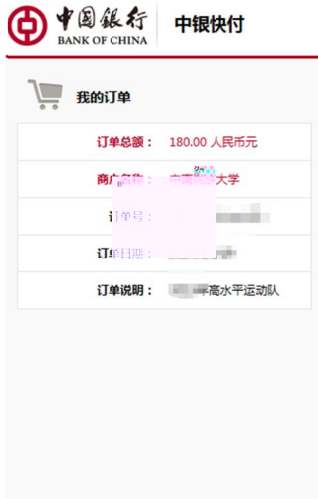 中国银行 中银快付
BANK OF CHINA
我的订单
订单总额： 180.00 人民币元
商户名称： 大学
订单号：
订单日期：
订单说明： 高水平运动队